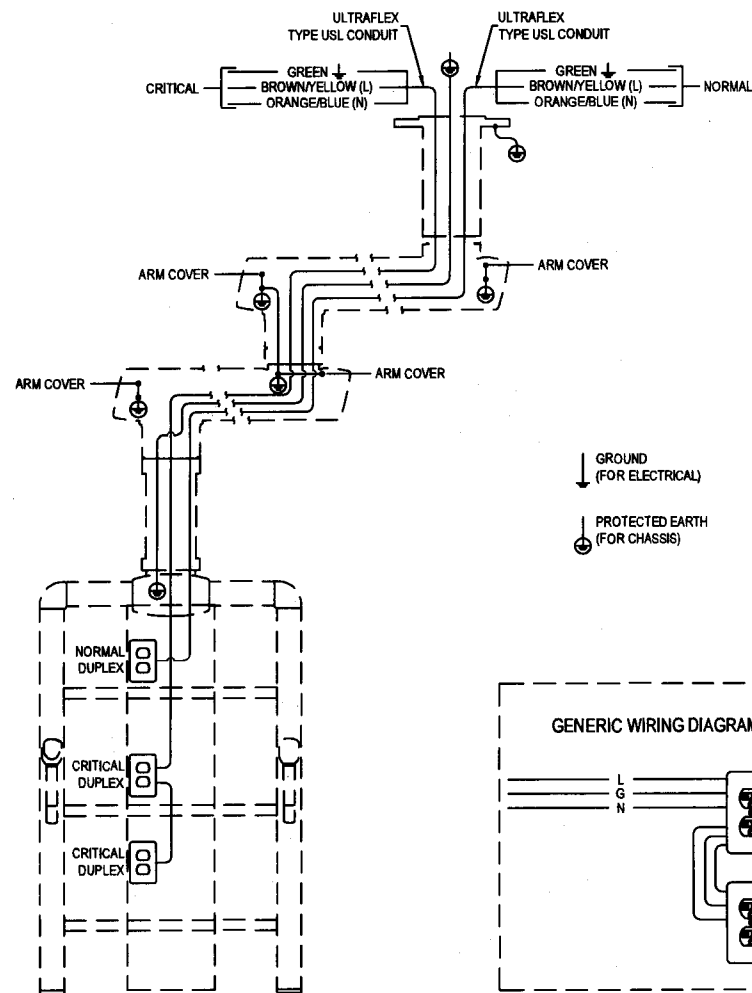 ULTRAFLEX
TYPE USL CONDUIT
ULTRAFLEX
TYPE USL CONDUIT
CRITICAL
GREEN
BROWN/YELLOW (L)
ORANGE/BLUE (N)
GREEN
BROWN/YELLOW (L)
ORANGE/BLUE (N)
NORMAL
ARM COVER
ARM COVER
ARM COVER
ARM COVER
GROUND
(FOR ELECTRICAL)
PROTECTED EARTH
(FOR CHASSIS)
NORMAL
DUPLEX
CRITICAL
DUPLEX
CRITICAL
DUPLEX
GENERIC WIRING DIAGRAM
L
G
N